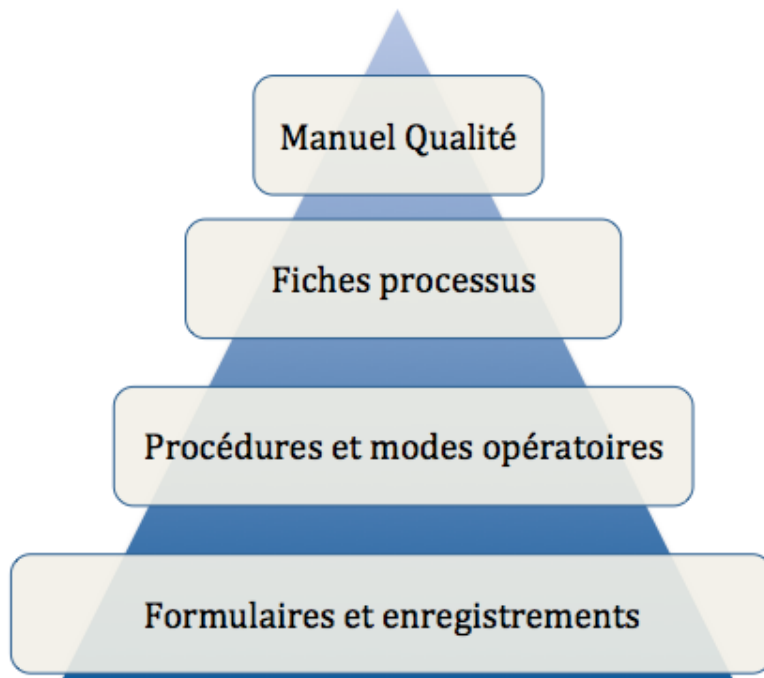 Manuel Qualité
Fiches processus
Procédures et modes opératoires
Formulaires et enregistrements